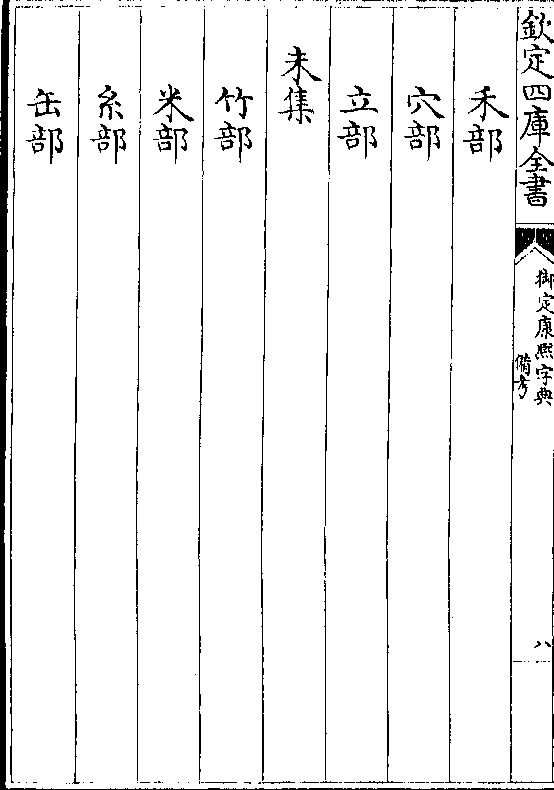 欽定四庫全書
御定康熙字典
備考
八
禾部
穴部
立部
未集
竹部
米部
糸部
缶部